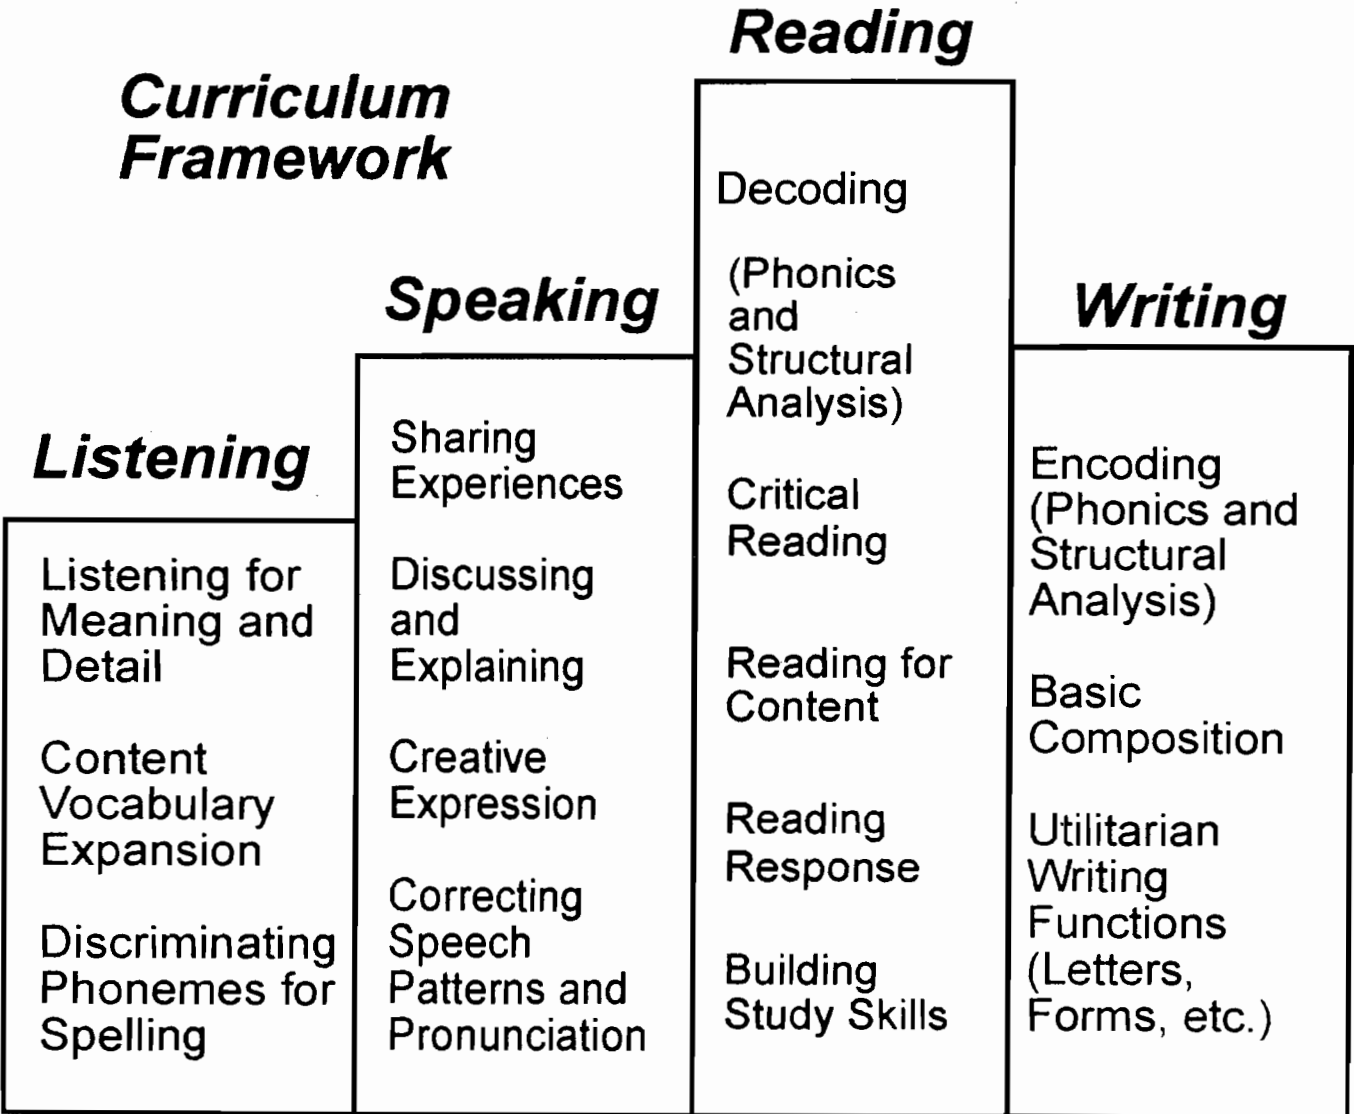 Curriculum
Framework
Listening
Listening for
Meaning and
Detail
Content
Vocabulary
Expansion
Discriminating
Phonemes for
Spelling
Speaking
Sharing
Experiences
Discussing
and
Explaining
Creative
Expression
Correcting
Speech
Patterns and
Pronunciation
Reading
Decoding
(Phonics
and
Structural
Analysis)
Critical
Reading
Reading for
Content
Reading
Response
Building
Study Skills
Writing
Encoding
(Phonics and
Structural
Analysis)
Basic
Composition
Utilitarian
Writing
Functions
(Letters,
Forms, etc.)